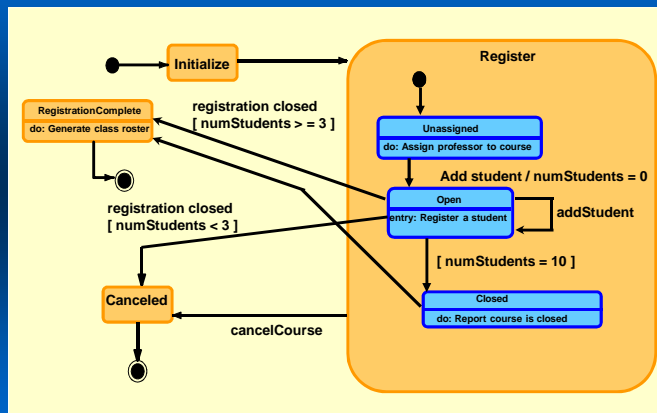 Register
Initialize
RegistrationComplete
do: Generate class roster
registration closed
[ numStudents > = 3 ]
Unassigned
do: Assign professor to course
Add student / numStudents = 0
Open
entry: Register a student
addStudent
registration closed
[ numStudents < 3 ]
[ numStudents = 10 ]
Closed
do: Report course is closed
Canceled
cancelCourse